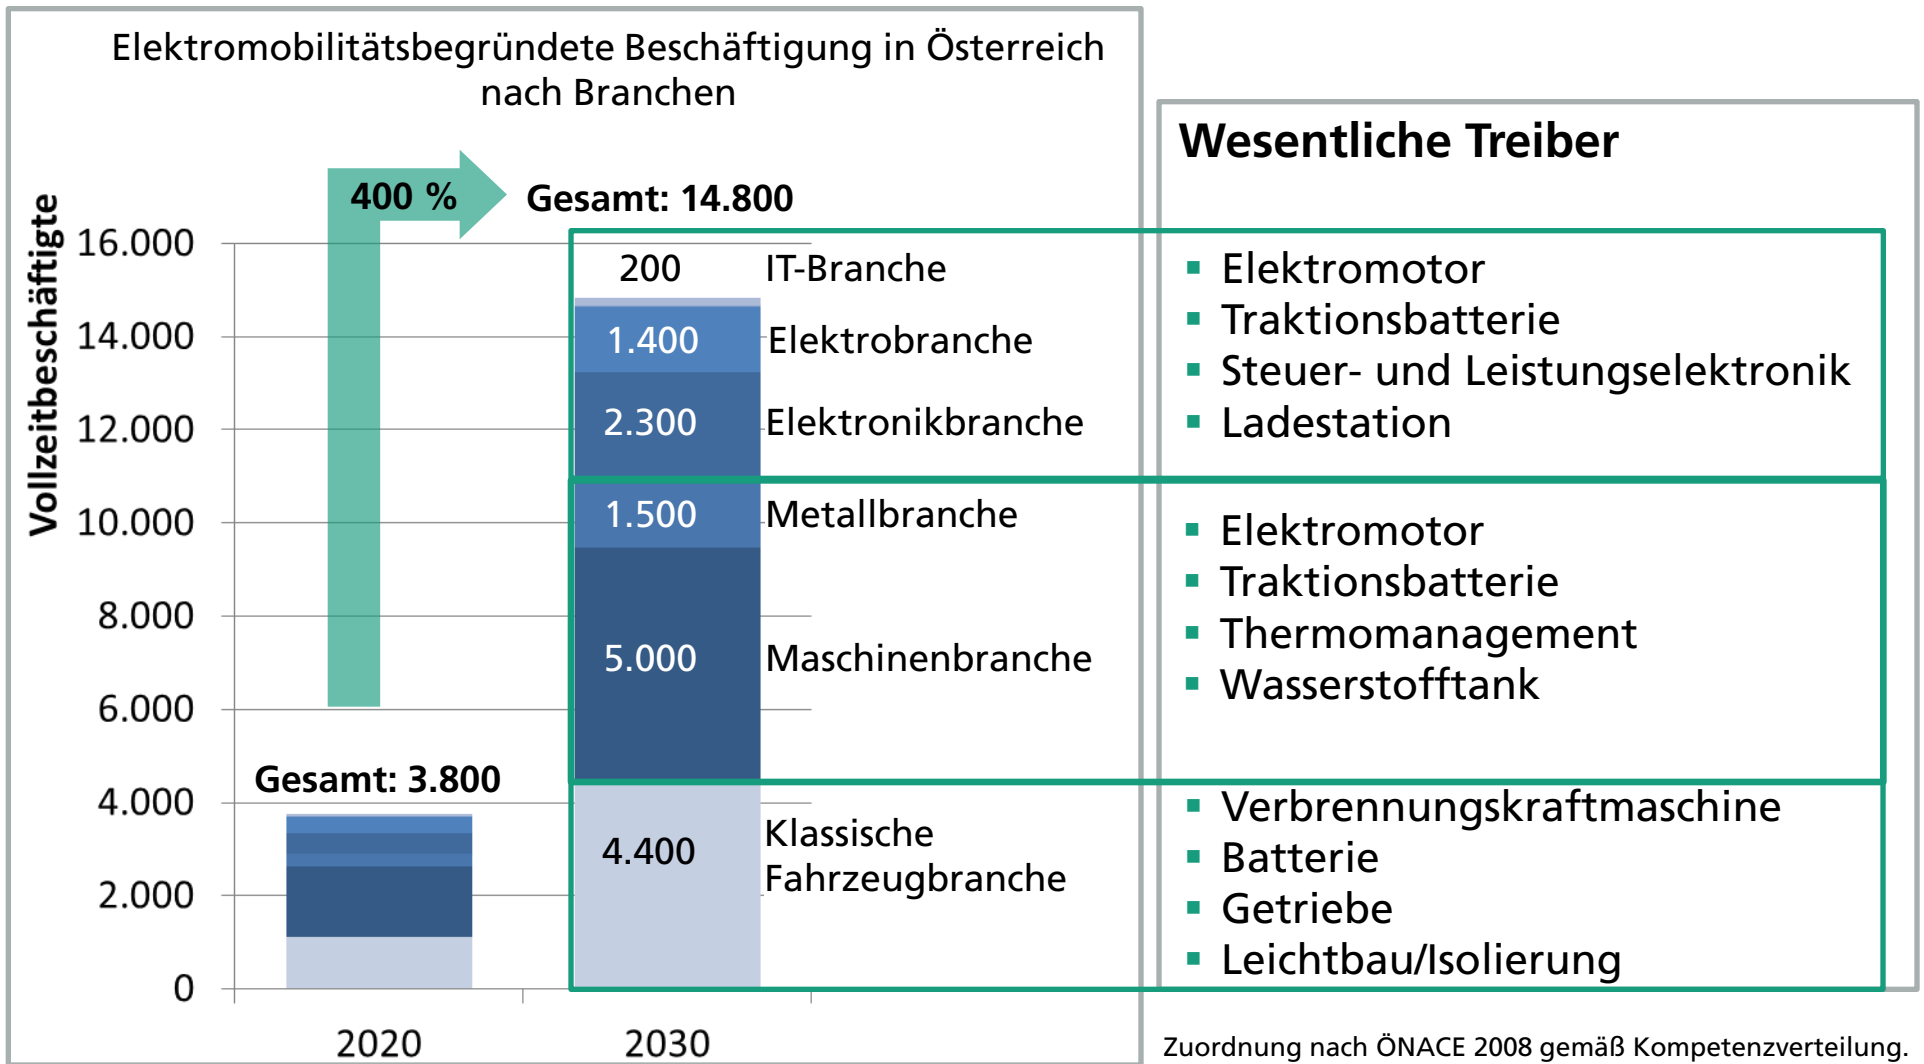 Elektromobilitätsbegründete Beschäftigung in Österreich
nach Branchen
Vollzeitbeschäftigte
400 %
Gesamt: 14.800
16.000
14.000
12.000
10.000
8.000
6.000
4.000
2.000
0
Gesamt: 3.800
200 IT-Branche
1.400 Elektrobranche
2.300 Elektronikbranche
1.500 Metallbranche
5.000 Maschinenbranche
4.400 Klassische
Fahrzeugbranche
2020 2030
Wesentliche Treiber
▪ Elektromotor
▪ Traktionsbatterie
▪ Steuer- und Leistungselektronik
▪ Ladestation
▪ Elektromotor
▪ Traktionsbatterie
▪ Thermomanagement
▪ Wasserstofftank
▪ Verbrennungskraftmaschine
▪ Batterie
▪ Getriebe
▪ Leichtbau/Isolierung
Zuordnung nach ÖNACE 2008 gemäß Kompetenzverteilung.